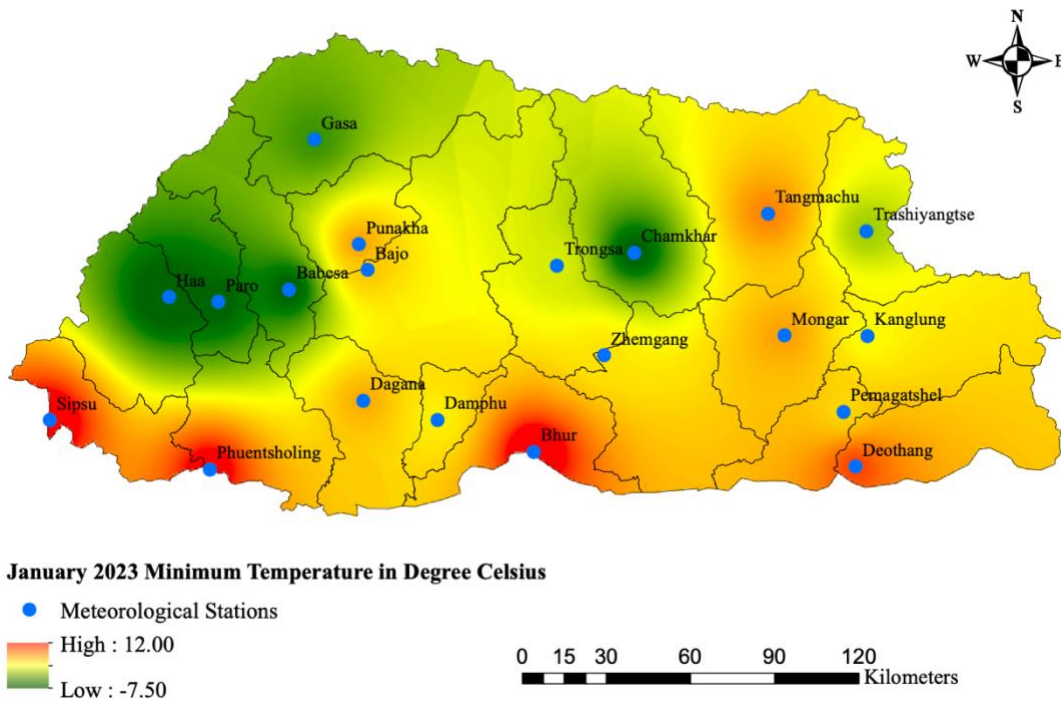 N
W E
S
Gasa
Punakha
Bajo
Babesa
Haa
Paro
Trongsa
Chamkhar
Tangmachu
Trashiyangtse
Zhemgang
Mongar
Kanglung
Sipsu
Phuentsholing
Dagana
Damphu
Bhur
Pemagatshel
Deothang
January 2023 Minimum Temperature in Degree Celsius
Meteorological Stations
High : 12.00
Low : -7.50
0 15 30 60 90 120
Kilometers